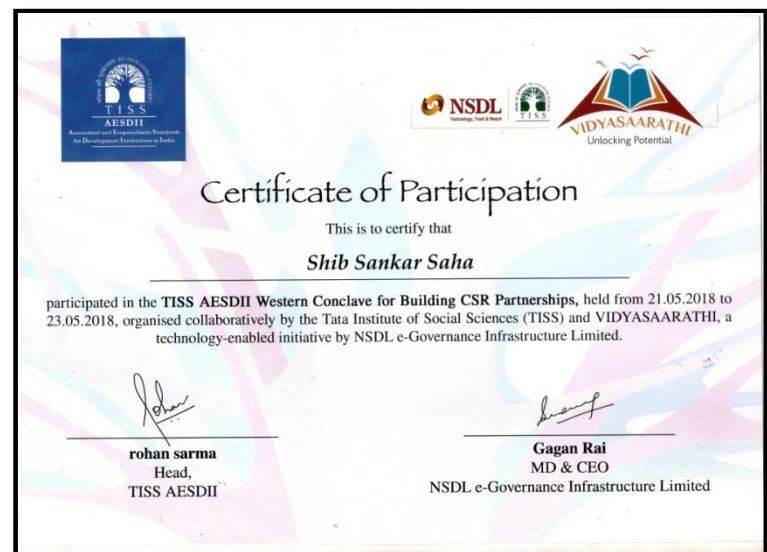 TISS
AESDII
Assessment and Empanelment Standards
for Development Institutions in India
NSDL
Technology, Trust & Reach
TISS
VIDYASAARATHI
Unlocking Potential
Certificate of Participation
This is to certify that
Shib Sankar Saha
participated in the TISS AESDII Western Conclave for Building CSR Partnerships, held from 21.05.2018 to
23.05.2018, organised collaboratively by the Tata Institute of Social Sciences (TISS) and VIDYASAARATHI, a
technology-enabled initiative by NSDL e-Governance Infrastructure Limited.
rohan sarma
Head,
TISS AESDII
Gagan Rai
MD & CEO
NSDL e-Governance Infrastructure Limited